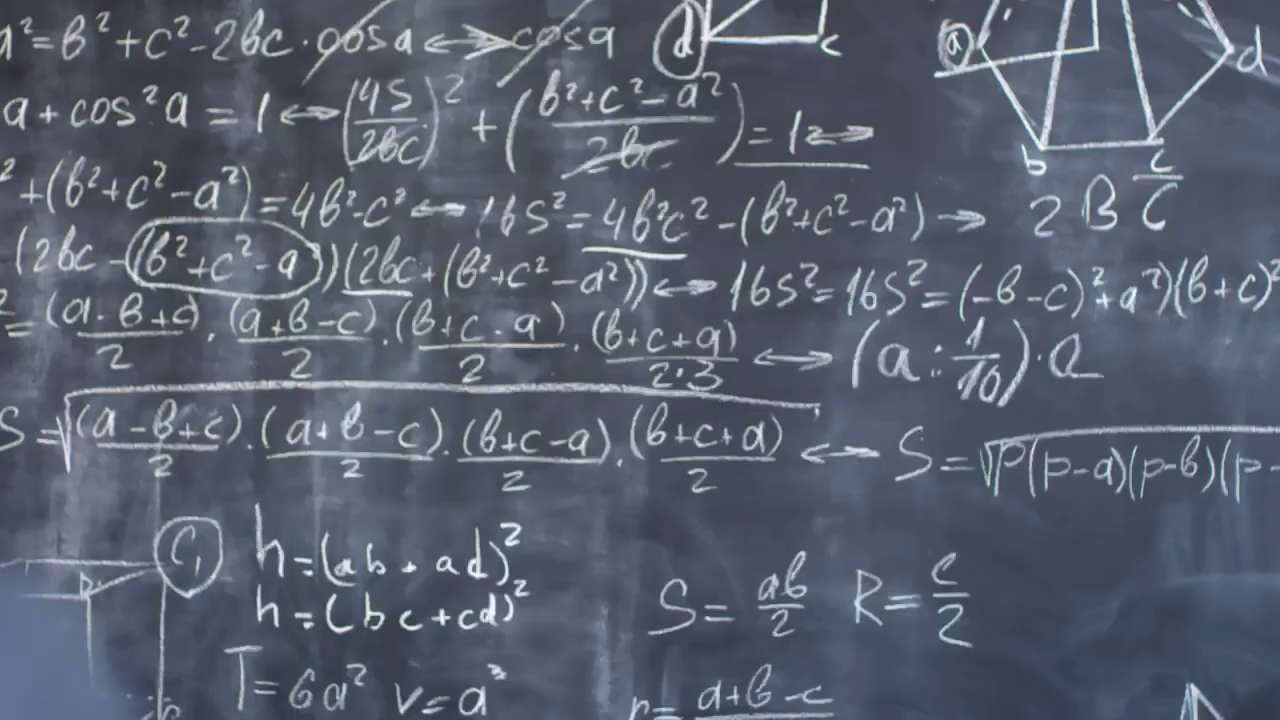 a²=b²+c²-2bc·cosa ⟷ cosa
d
c
a
d
b
c
a+cos²a=1 ⟷ (4S/2bc)² + (b²+c²-a²/2bc)=1 ⟷
²+(b²+c²-a²)=4b²-c² ⟷ 16S²=4b²c²-(b²+c²-a²) →
2BC
(2bc-(b²+c²-a))(2bc+(b²+c²-a²)) ⟷ 16S²=16S²=(-b-c)²+a²)(b+c)²
²=(a·b+c)/2·(a+b-c)/2·(b+c·a)/2·(b+c+a)/2·3 ⟷ (a:1/10)·
S=√(a-b+c)/2·(a+b-c)/2·(b+c-a)/2·(b+c+a)/2 ⟷ S=√P(p-a)(p-b)(p-
C₁
h=(ab+ad)²
h=(bc+cd)²
S=ab/2 R=c/2
T=6a² v=a³
r=a+b-c